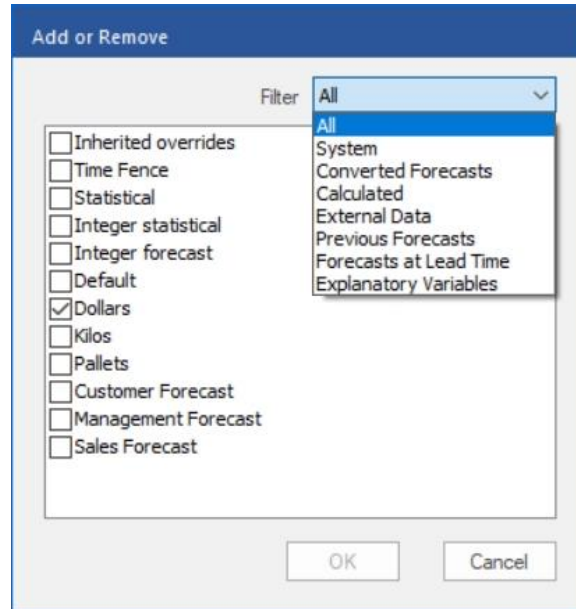 Add or Remove
Filter All
All
System
Converted Forecasts
Calculated
External Data
Previous Forecasts
Forecasts at Lead Time
Explanatory Variables
Inherited overrides
Time Fence
Statistical
Integer statistical
Integer forecast
Default
Dollars
Kilos
Pallets
Customer Forecast
Management Forecast
Sales Forecast
OK Cancel